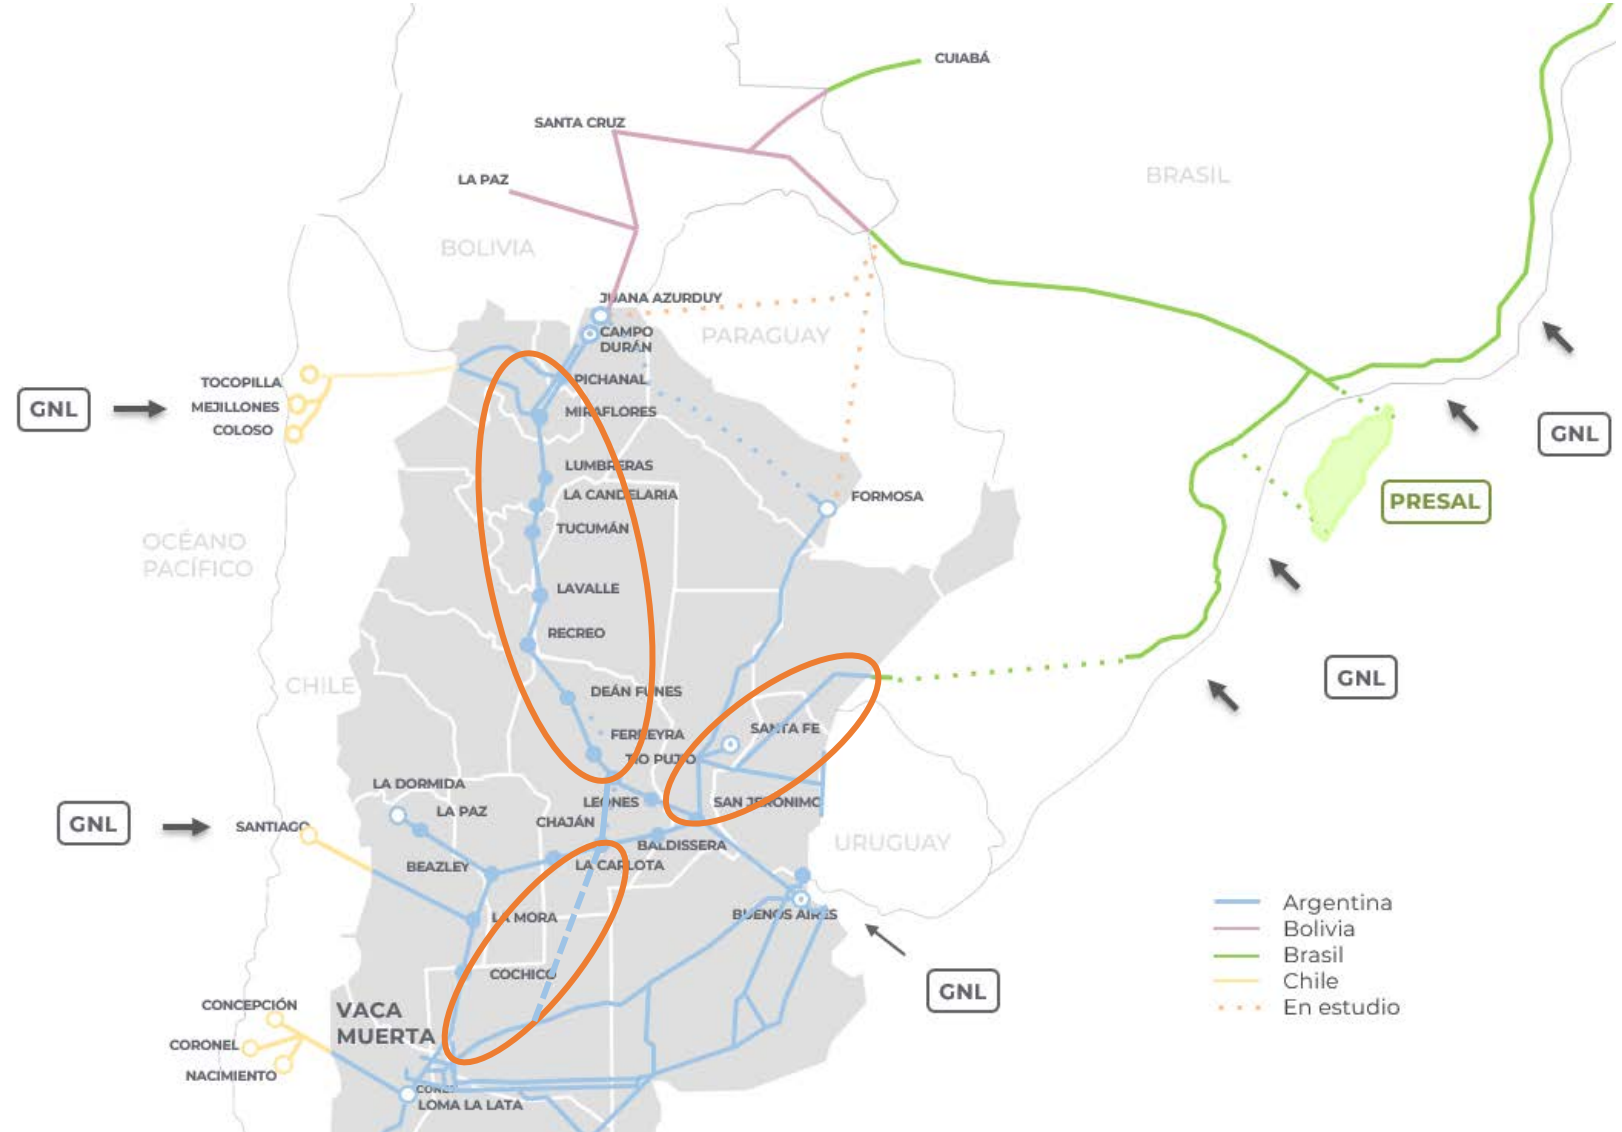 CUIABÁ
SANTA CRUZ
LA PAZ
BRASIL
BOLIVIA
JUANA AZURDUY
CAMPO
DURÁN
PARAGUAY
PICHANAL
TOCOPILLA
MEJILLONES
COLOSO
GNL
MIRAFLORES
GNL
LUMBRERAS
LA CANDELARIA
FORMOSA
PRESAL
TUCUMÁN
OCÉANO
PACÍFICO
LAVALLE
RECREO
CHILE
DEÁN FUNES
GNL
FERREYRA
SANTA FE
TIO PUJIO
LA DORMIDA
LA PAZ
LEONES
SAN JERÓNIMO
CHAJÁN
GNL
SANTIAGO
BALDISSERA
URUGUAY
BEAZLEY
LA CARLOTA
LA MORA
BUENOS AIRES
Argentina
Bolivia
Brasil
Chile
En estudio
COCHICO
GNL
CONCEPCIÓN
VACA
MUERTA
CORONEL
NACIMIENTO
LOMA LA LATA